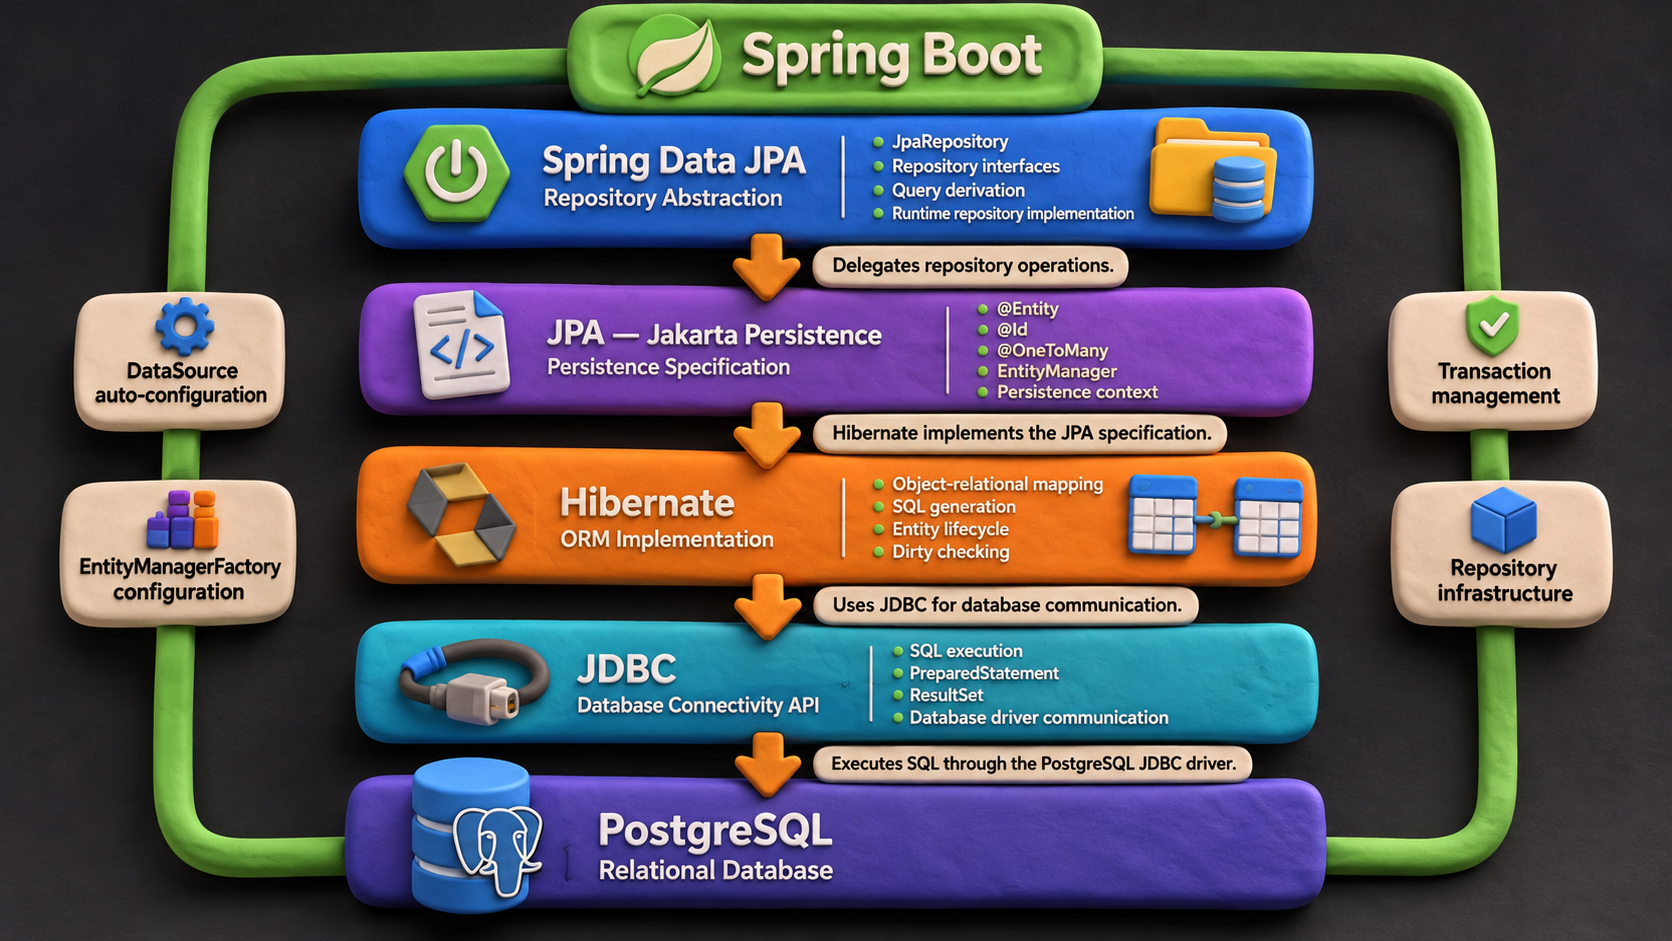 Spring Boot
Spring Data JPA
Repository Abstraction
JpaRepository
Repository interfaces
Query derivation
Runtime repository implementation
Delegates repository operations.
JPA — Jakarta Persistence
Persistence Specification
@Entity
@Id
@OneToMany
EntityManager
Persistence context
Hibernate implements the JPA specification.
Hibernate
ORM Implementation
Object-relational mapping
SQL generation
Entity lifecycle
Dirty checking
Uses JDBC for database communication.
JDBC
Database Connectivity API
SQL execution
PreparedStatement
ResultSet
Database driver communication
Executes SQL through the PostgreSQL JDBC driver.
PostgreSQL
Relational Database
DataSource
auto-configuration
EntityManagerFactory
configuration
Transaction
management
Repository
infrastructure